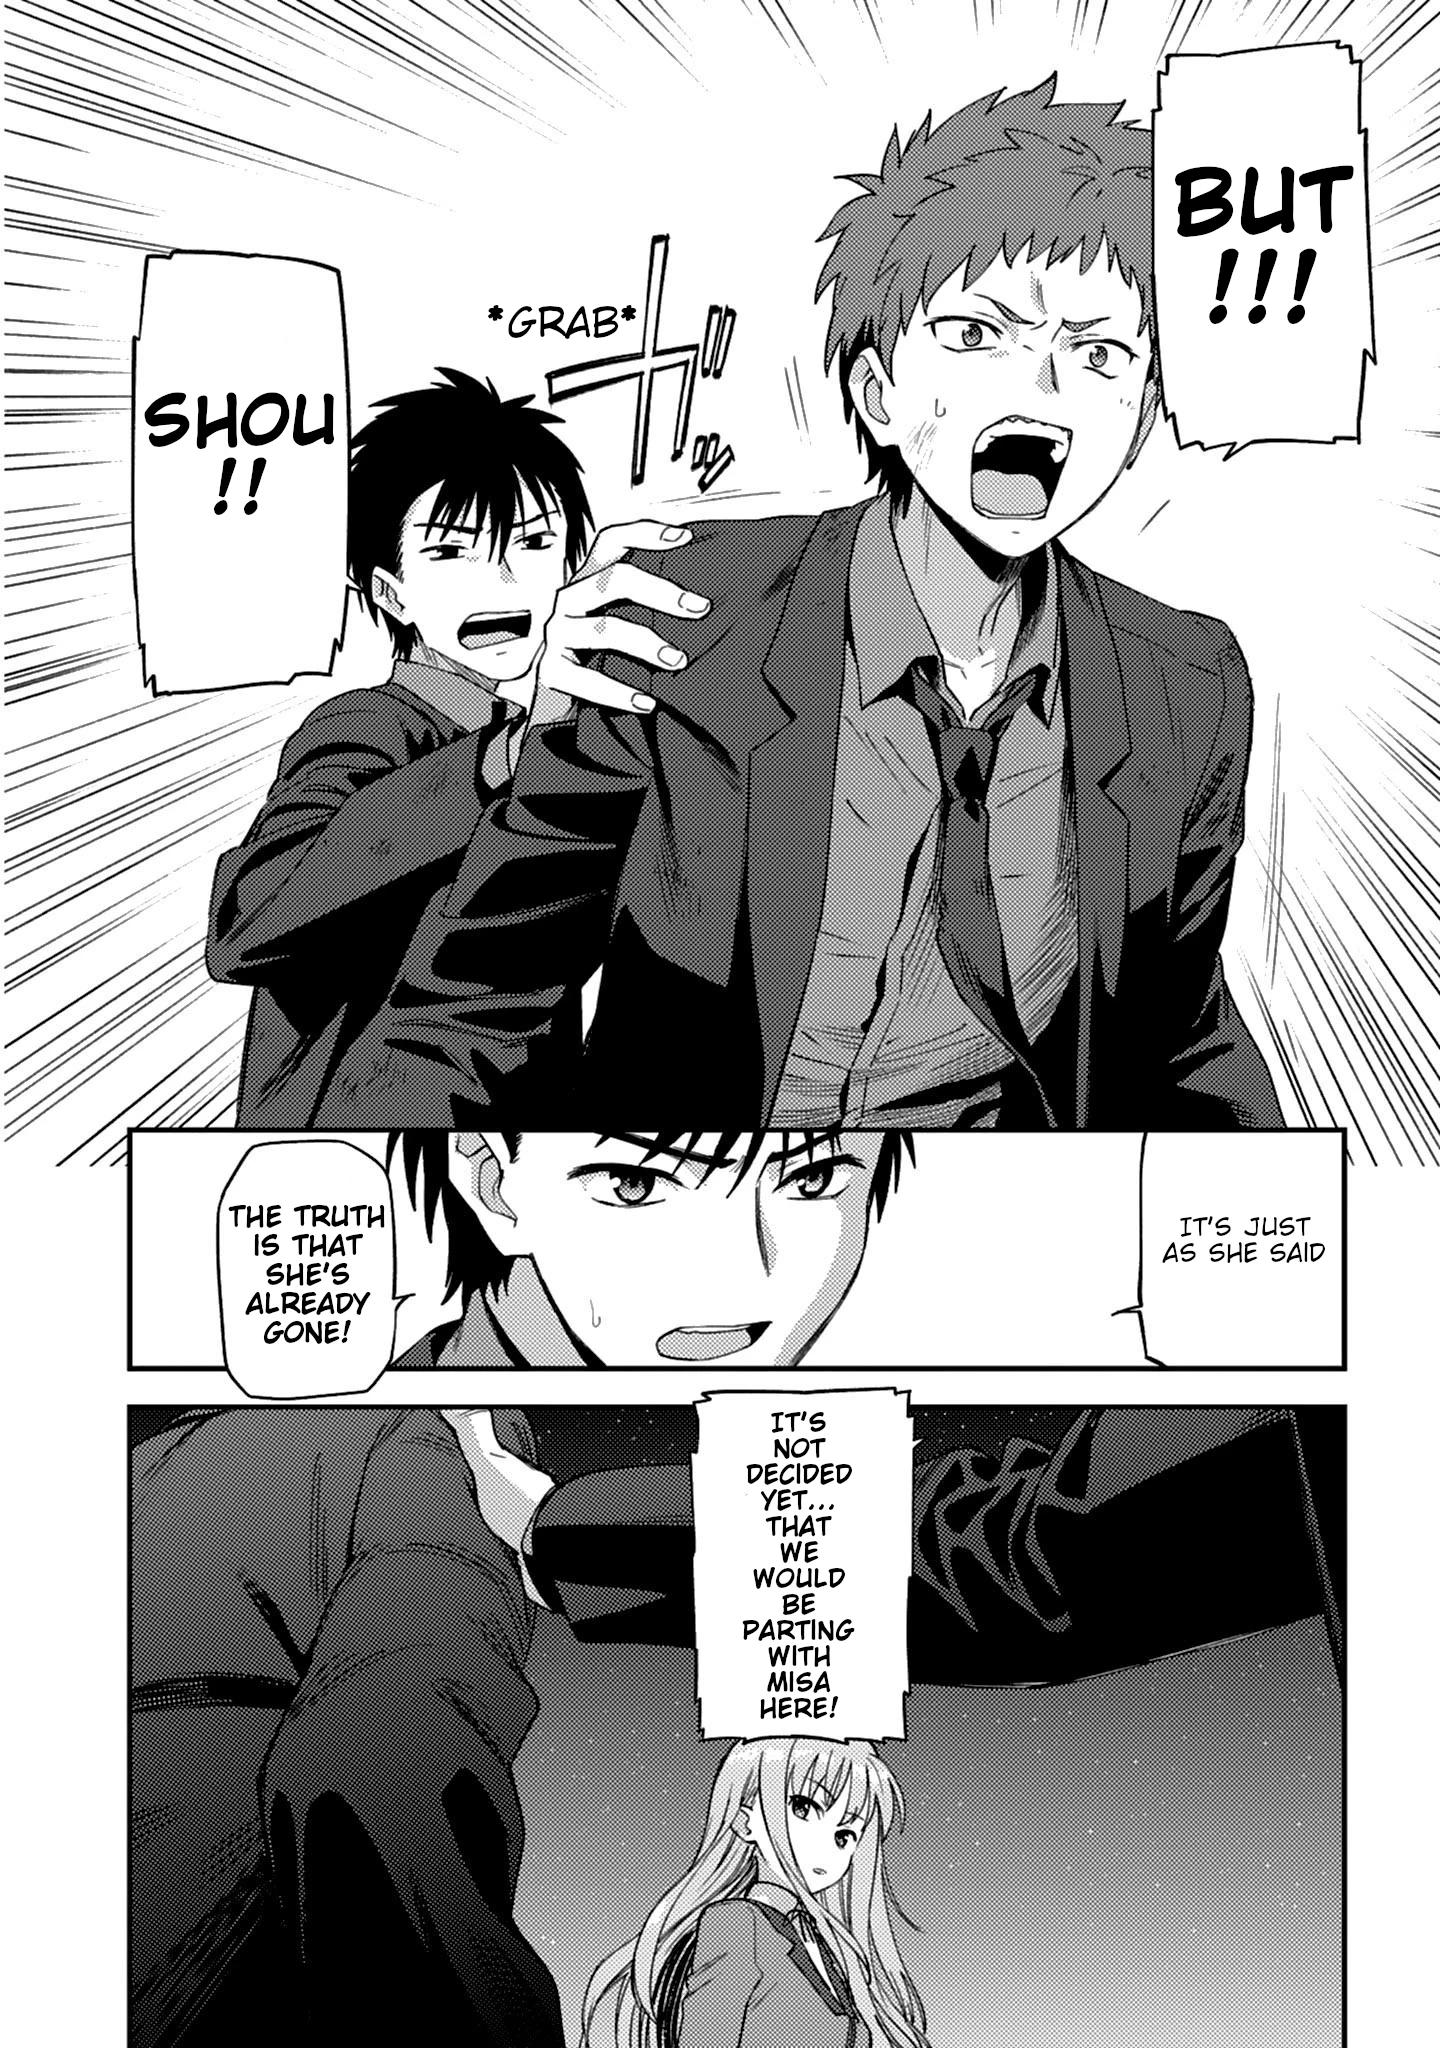 BUT
!!!
*GRAB*
ガッ
SHOU
!!
IT'S JUST
AS SHE SAID
THE TRUTH
IS THAT
SHE'S
ALREADY
GONE!
IT'S
NOT
DECIDED
YET...
THAT
WE
WOULD
BE
PARTING
WITH
MISA
HERE!